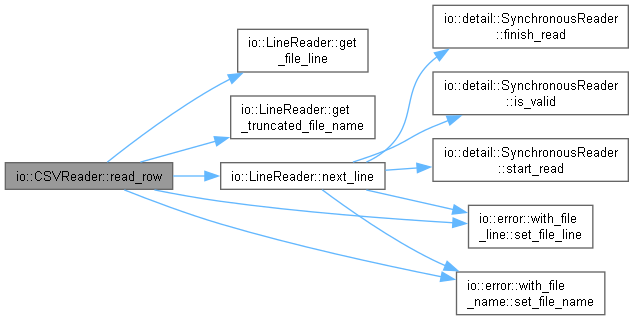 io::CSVReader::read_row
io::LineReader::get
_file_line
io::LineReader::get
_truncated_file_name
io::LineReader::next_line
io::detail::SynchronousReader
::finish_read
io::detail::SynchronousReader
::is_valid
io::detail::SynchronousReader
::start_read
io::error::with_file
_line::set_file_line
io::error::with_file
_name::set_file_name